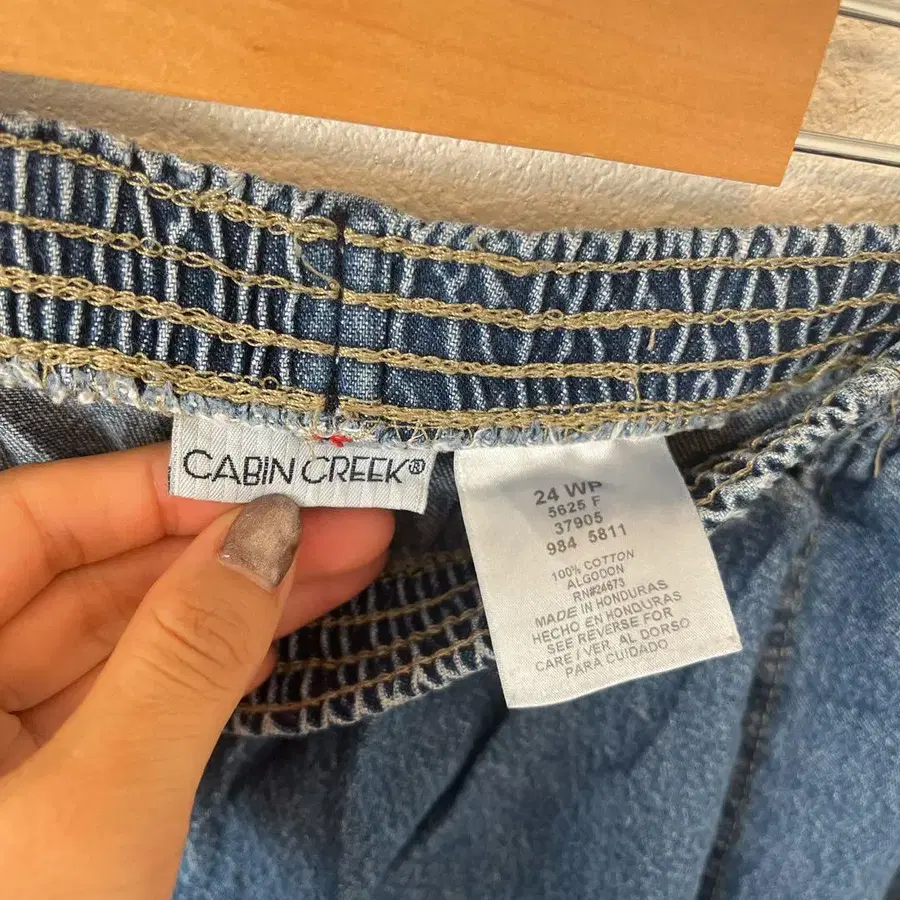 CABIN CREEK®
24 WP
5625 F
37905
984 5811
100% COTTON
ALGODON
RN#24673
MADE IN HONDURAS
HECHO EN HONDURAS
SEE REVERSE FOR
CARE / VER AL DORSO
PARA CUIDADO